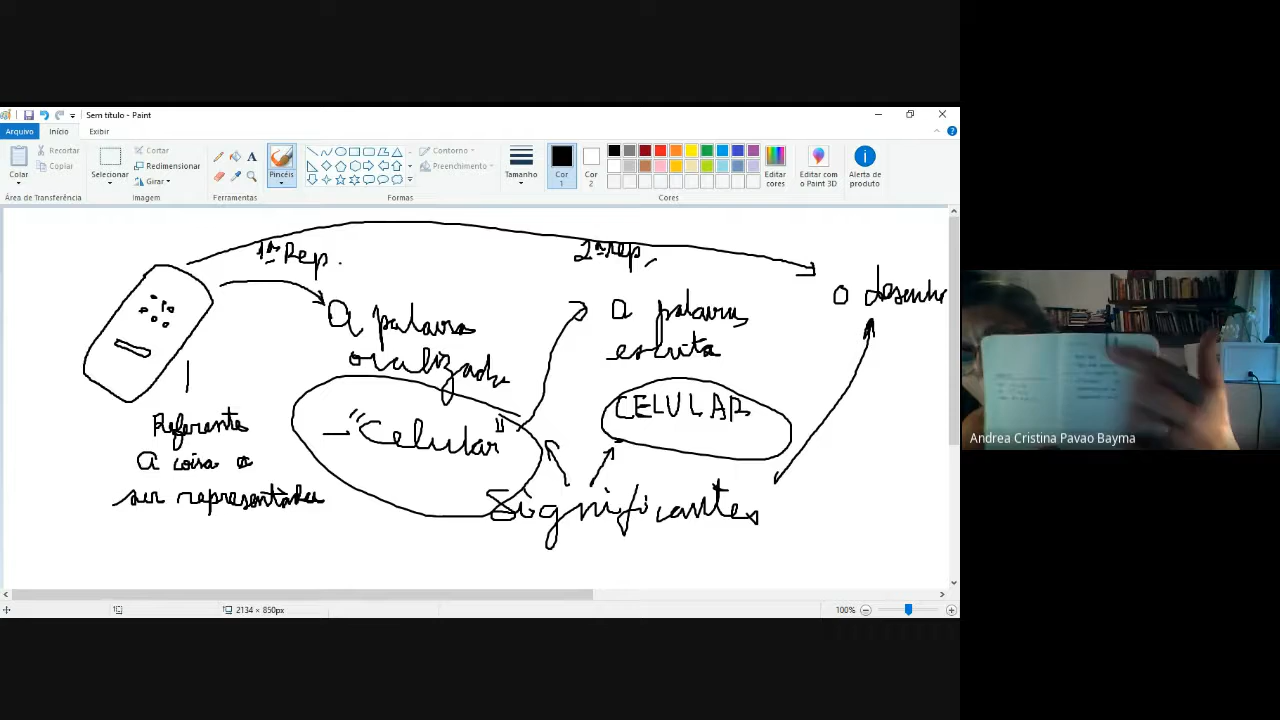 Sem título - Paint
Arquivo Início Exibir
Colar
Recortar
Copiar
Área de Transferência
Selecionar
Cortar
Redimensionar
Girar
Imagem
A
Ferramentas
Pincéis
Contorno
Preenchimento
Formas
Tamanho
Cor
1
Cor
2
Editar
cores
Cores
Editar com
o Paint 3D
Alerta de
produto
1ª Rep.
2ª rep.
A palavra
oralizada
- "Celular"
A palavra
escrita
CELULAR
O desenho
Referente
A coisa a
ser representada
Significantes
2134 × 850px
100%
Andrea Cristina Pavao Bayma